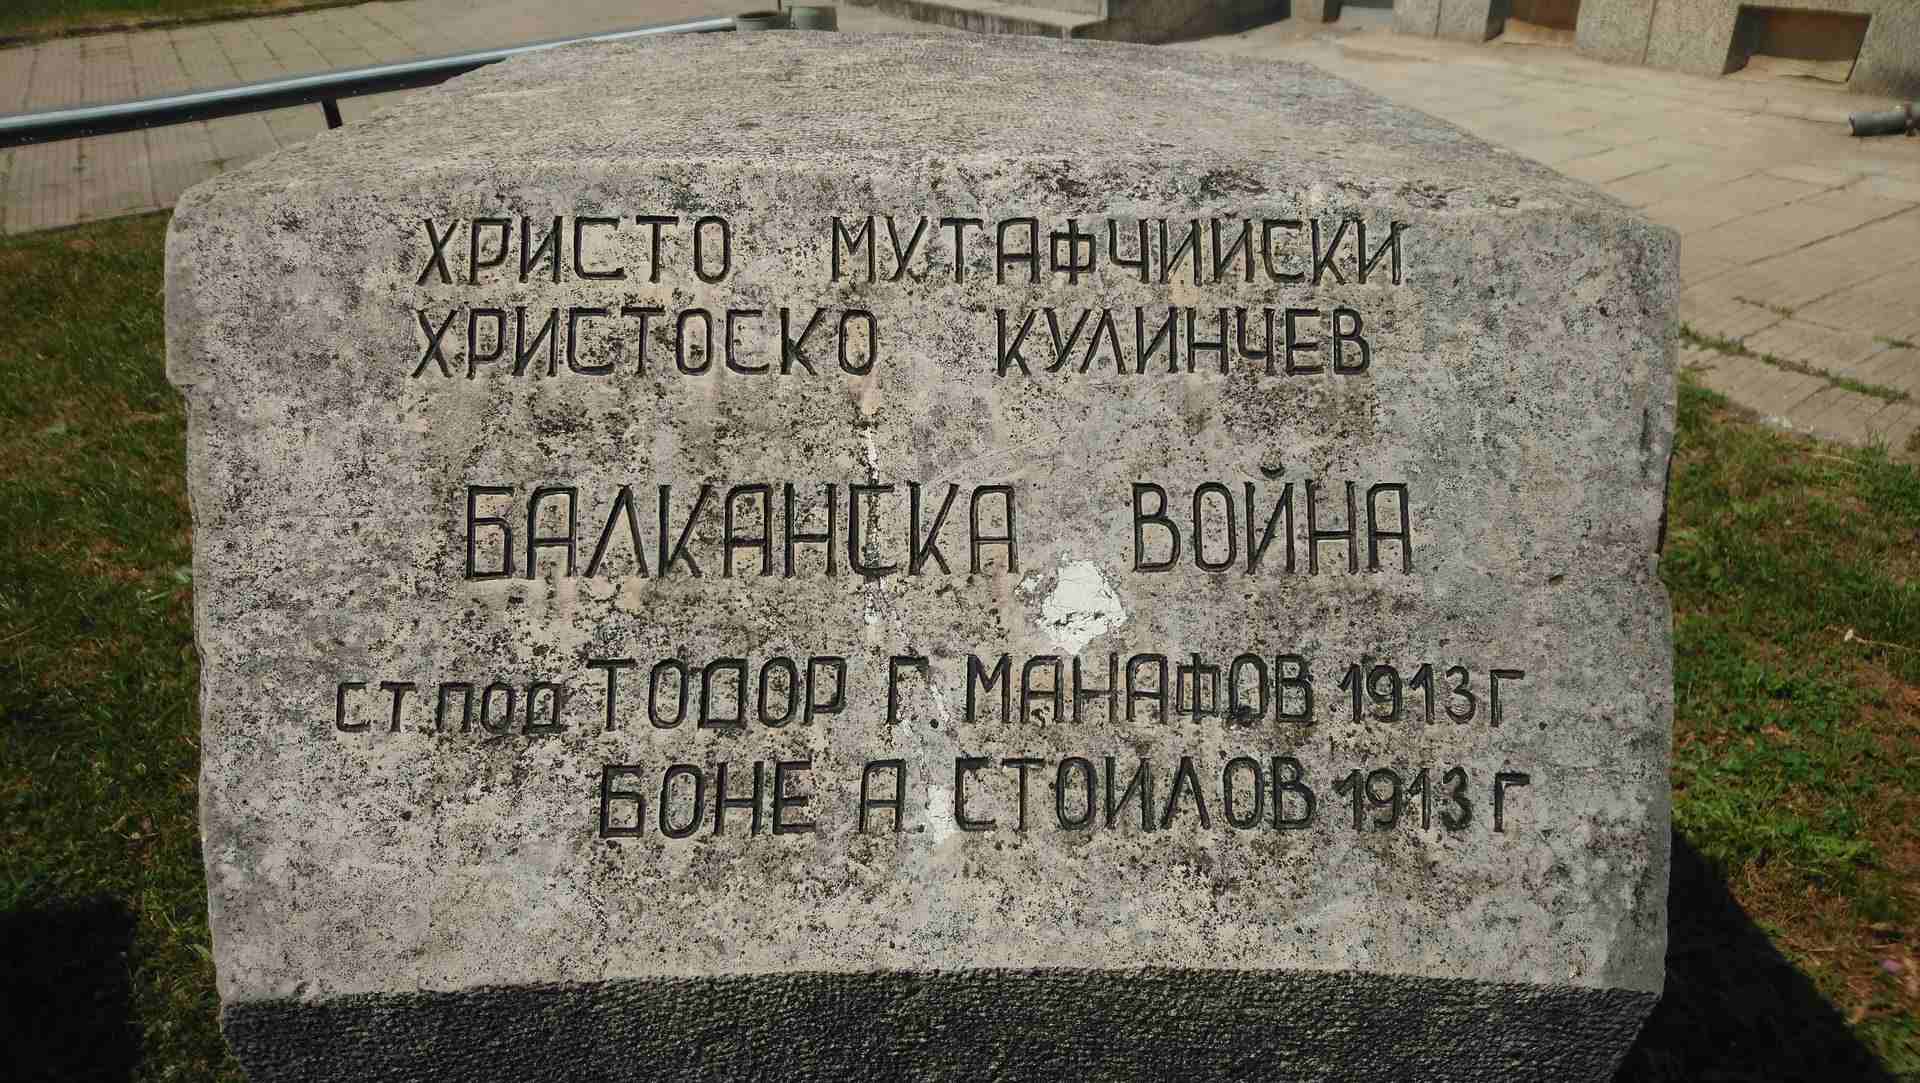 ХРИСТО МУТАФЧИИСКИ
ХРИСТОСКО КУЛИНЧЕВ
БАЛКАНСКА ВОЙНА
СТ ПОД ТОДОР Г. МАНАФОВ 1913 Г
БОНЕ А. СТОИЛОВ 1913 Г